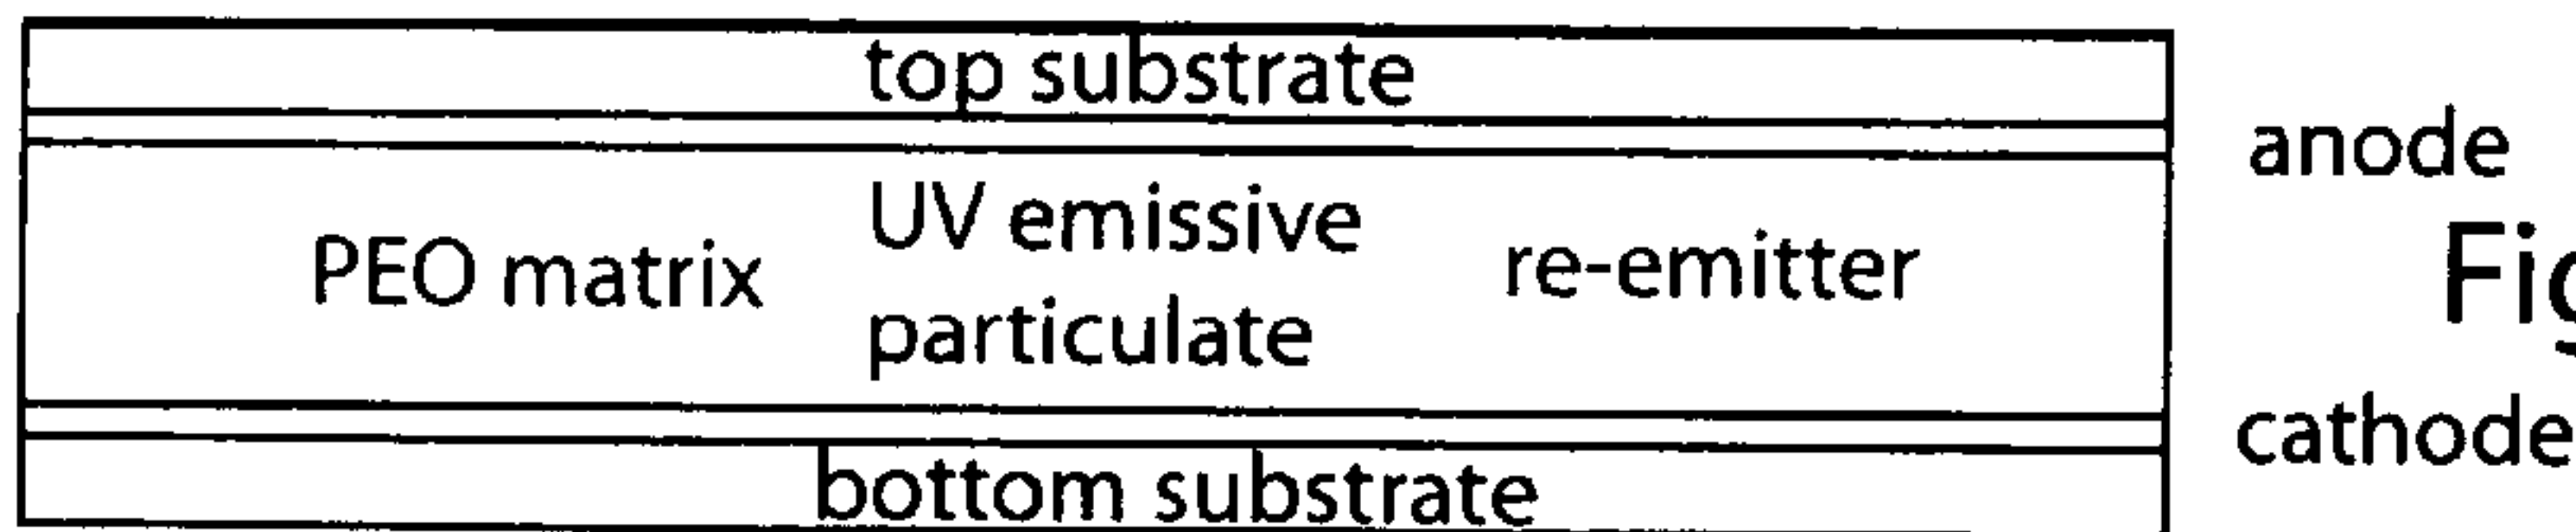 top substrate
anode
UV emissive
PEO matrix
re-emitter
particulate
cathode
bottom substrate